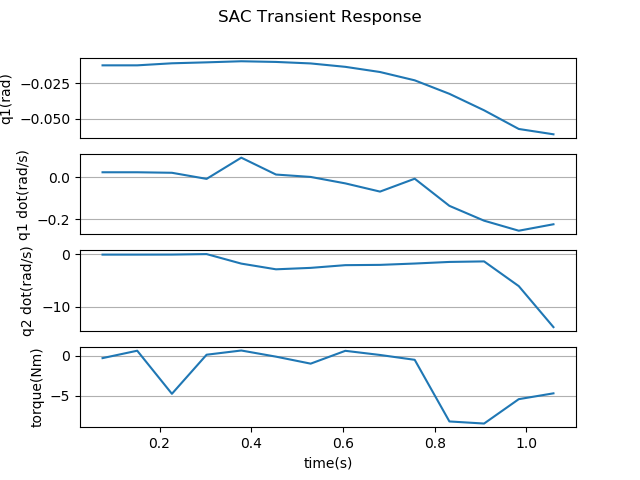 SAC Transient Response
q1(rad)
−0.025
−0.050
q1 dot(rad/s)
0.0
−0.2
q2 dot(rad/s)
0
−10
torque(Nm)
0
−5
0.2 0.4 0.6 0.8 1.0
time(s)